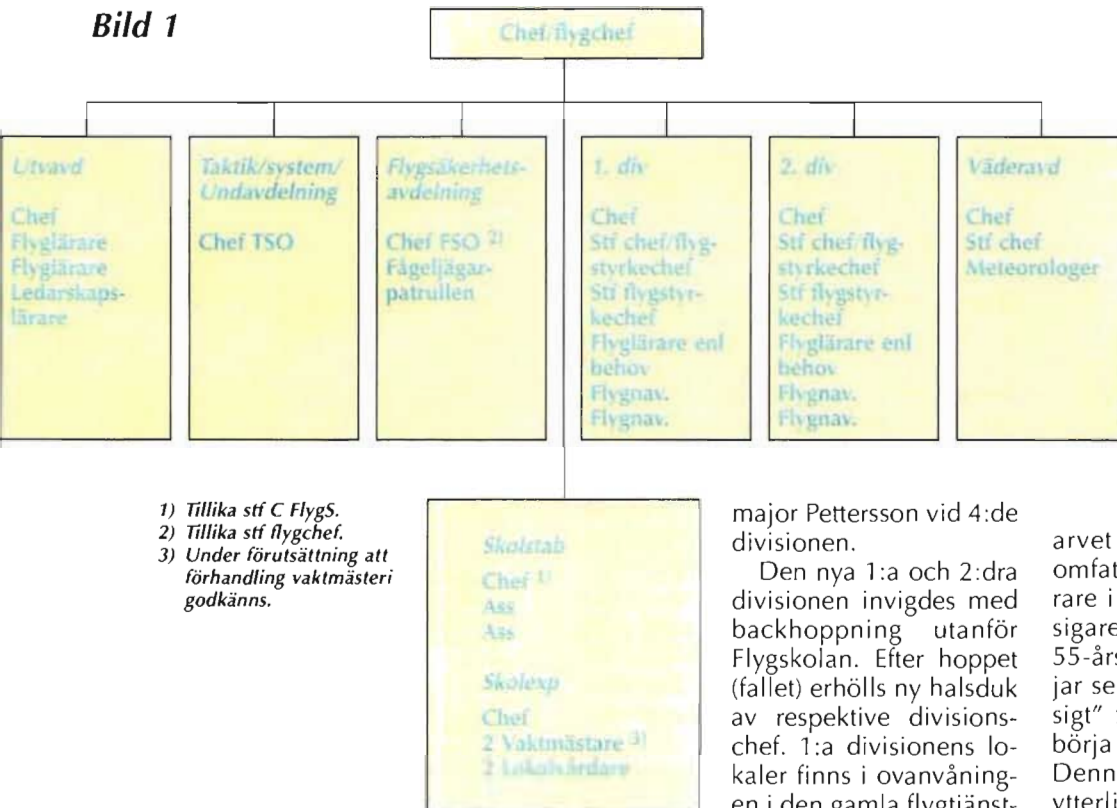 Bild 1
Chef/flygchef
Utvavd
Chef
Flyglärare
Flyglärare
Ledarskaps-
lärare
Taktik/system/
Undavdelning
Chef TSO
Flygsäkerhets-
avdelning
Chef FSO 2)
Fågeljägar-
patrullen
1. div
Chef
Stf chef/flyg-
styrkechef
Stf flygstyr-
kechef
Flyglärare enl
behov
Flygnav.
Flygnav.
2. div
Chef
Stf chef/flyg-
styrkechef
Stf flygstyr-
kechef
Flyglärare enl
behov
Flygnav.
Flygnav.
Väderavd
Chef
Stf chef
Meteorologer
1) Tillika stf C FlygS.
2) Tillika stf flygchef.
3) Under förutsättning att
förhandling vaktmästeri
godkänns.
Skolstab
Chef 1)
Ass
Ass
Skolexp
Chef
2 Vaktmästare 3)
2 Lokalvårdare
major Pettersson vid 4:de
divisionen.
Den nya 1:a och 2:dra
divisionen invigdes med
backhoppning utanför
Flygskolan. Efter hoppet
(fallet) erhölls ny halsduk
av respektive divisions-
chef. 1:a divisionens lo-
kaler finns i ovanvåning-
en i den gamla flygtjänst-
arvet
omfat
rare i
sigare
55-års
jar se
sigt"
börja
Denn
ytterli